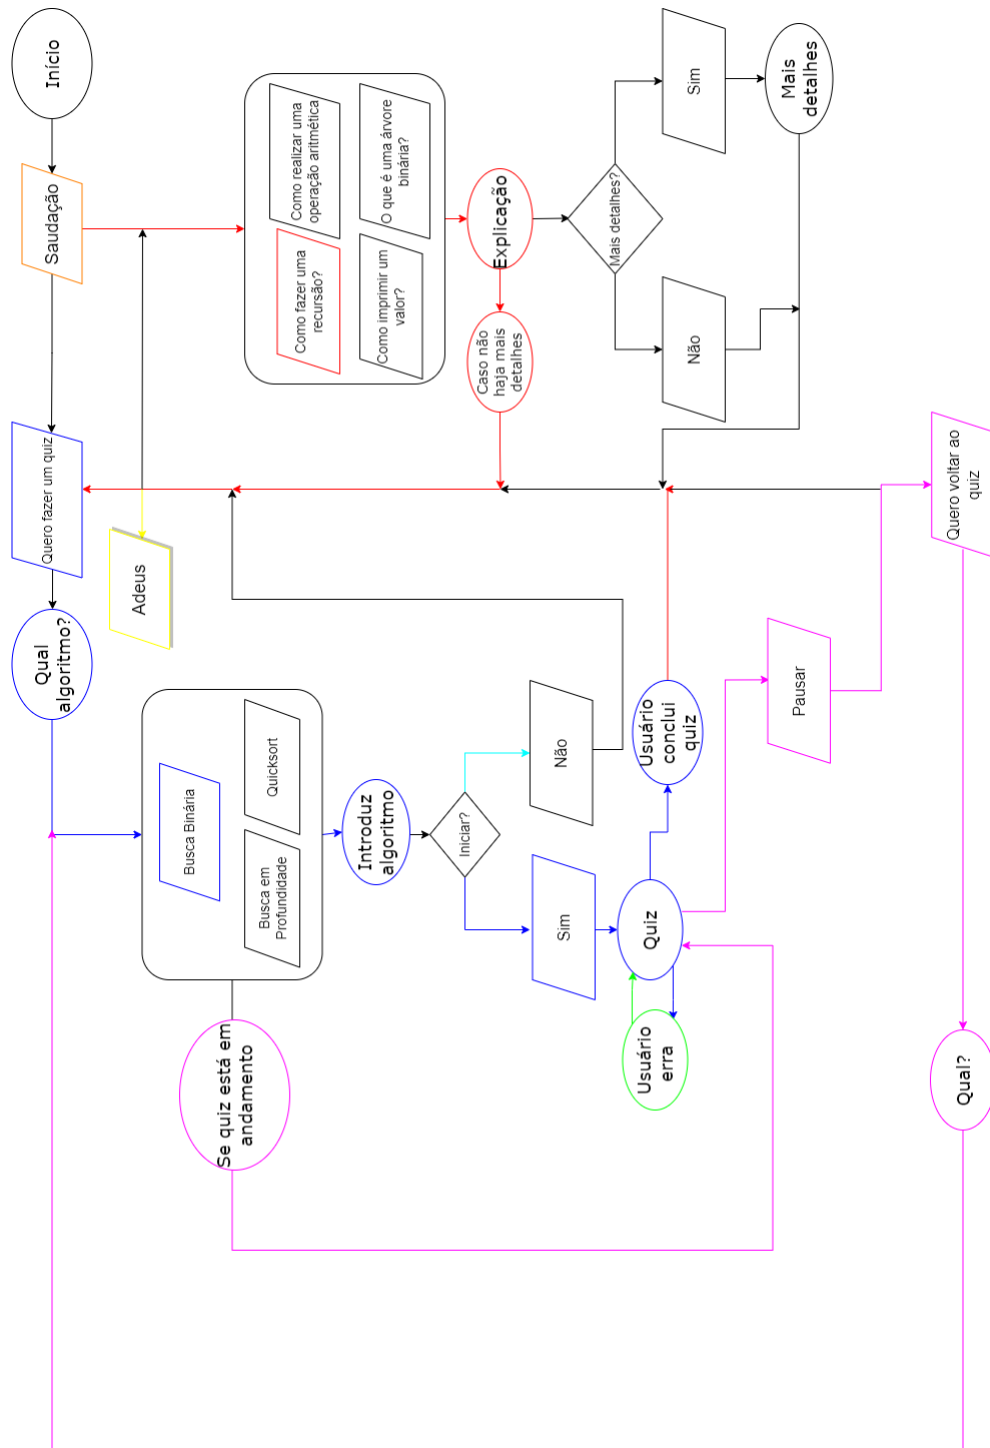 Início
Saudação
Como realizar uma
operação aritmética
O que é uma árvore
binária?
Como fazer uma
recursão?
Como imprimir um
valor?
Explicação
Caso não
haja mais
detalhes
Mais detalhes?
Sim
Não
Mais
detalhes
Quero fazer um quiz
Adeus
Qual
algoritmo?
Busca Binária
Quicksort
Busca em
Profundidade
Introduz
algoritmo
Iniciar?
Não
Sim
Quiz
Usuário
conclui
quiz
Usuário
erra
Pausar
Quero voltar ao
quiz
Qual?
Se quiz está em
andamento